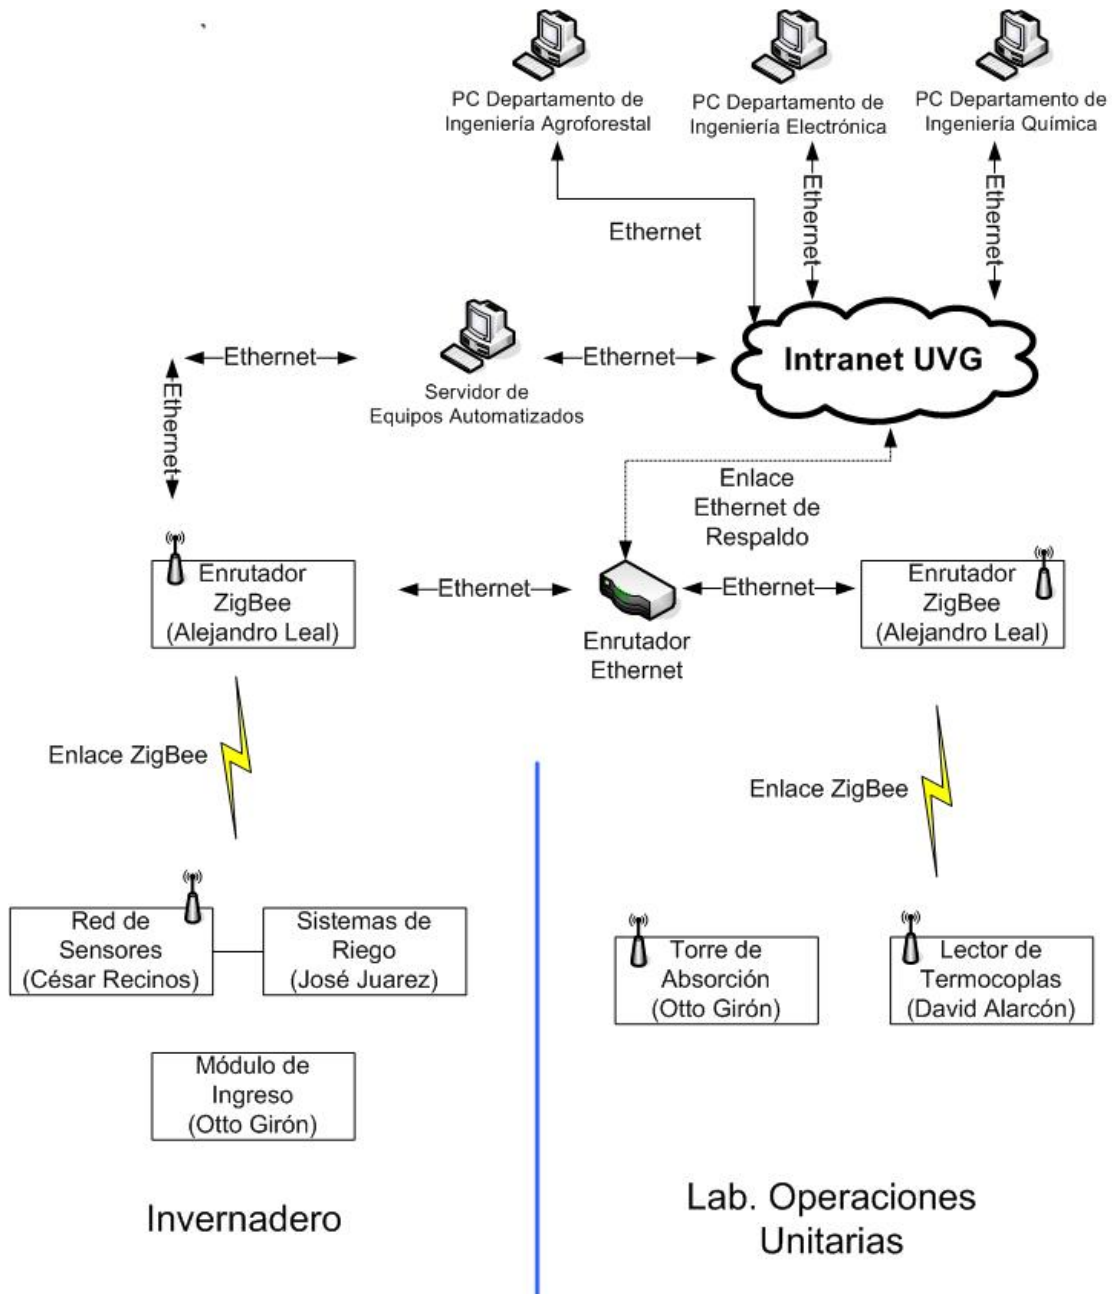 PC Departamento de
Ingeniería Agroforestal
PC Departamento de
Ingeniería Electrónica
PC Departamento de
Ingeniería Química
Ethernet
Ethernet
Ethernet
Ethernet
Ethernet
Intranet UVG
Servidor de
Equipos Automatizados
Ethernet
Enlace
Ethernet de
Respaldo
Enrutador
ZigBee
(Alejandro Leal)
Ethernet
Enrutador
Ethernet
Ethernet
Enrutador
ZigBee
(Alejandro Leal)
Enlace ZigBee
Enlace ZigBee
Red de
Sensores
(César Recinos)
Sistemas de
Riego
(José Juarez)
Torre de
Absorción
(Otto Girón)
Lector de
Termocoplas
(David Alarcón)
Módulo de
Ingreso
(Otto Girón)
Invernadero
Lab. Operaciones
Unitarias